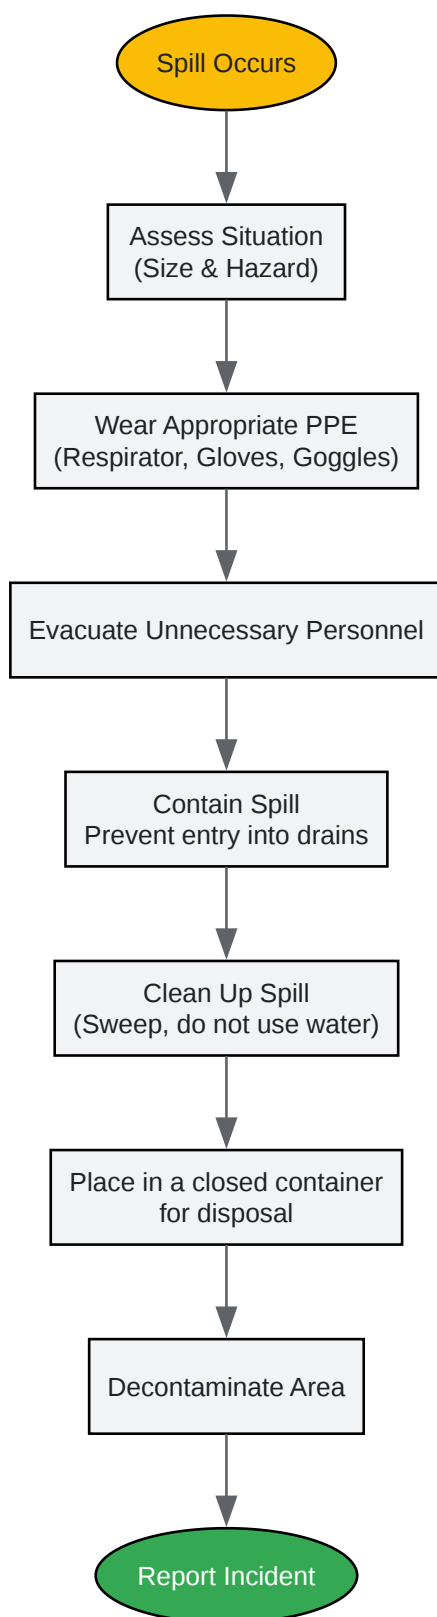 Spill Occurs
Assess Situation
(Size & Hazard)
Wear Appropriate PPE
(Respirator, Gloves, Goggles)
Evacuate Unnecessary Personnel
Contain Spill
Prevent entry into drains
Clean Up Spill
(Sweep, do not use water)
Place in a closed container
for disposal
Decontaminate Area
Report Incident